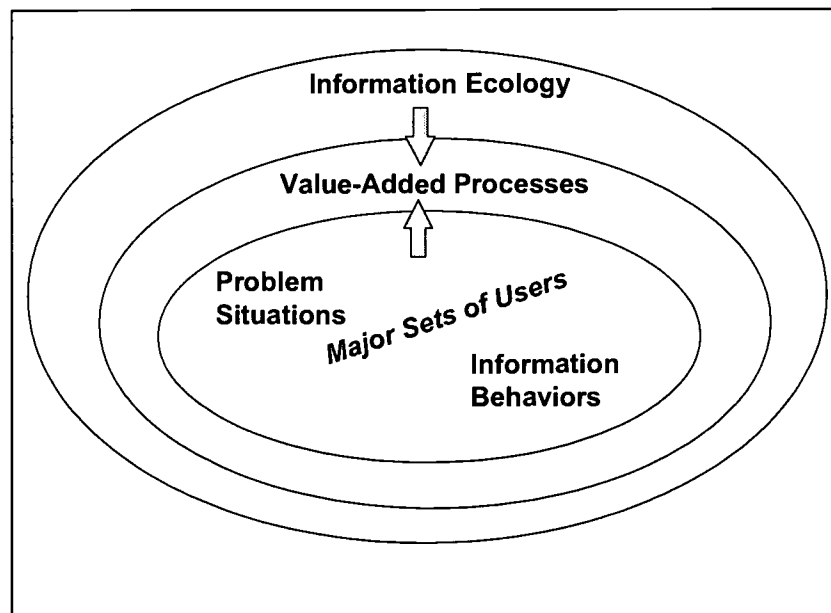 Information Ecology
Value-Added Processes
Problem
Situations
Major Sets of Users
Information
Behaviors